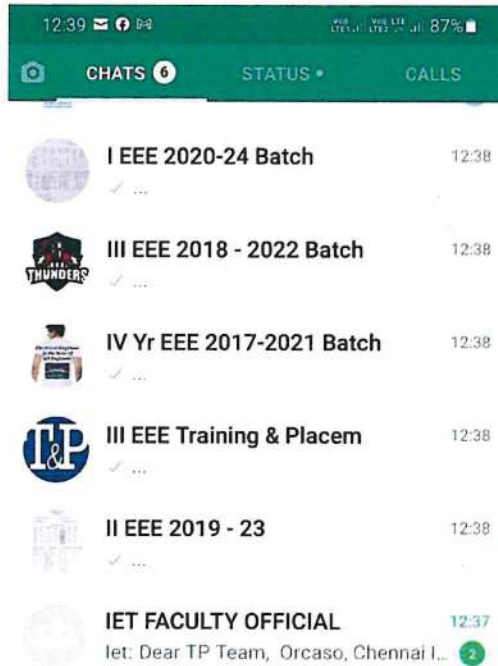 12:39 87%
CHATS 6 STATUS CALLS
I EEE 2020-24 Batch 12:38
...
III EEE 2018 - 2022 Batch 12:38
THUNDERS
...
IV Yr EEE 2017-2021 Batch 12:38
...
III EEE Training & Placem 12:38
T&P
...
II EEE 2019 - 23 12:38
...
IET FACULTY OFFICIAL 12:37
Iet: Dear TP Team, Orcaso, Chennai I... 2